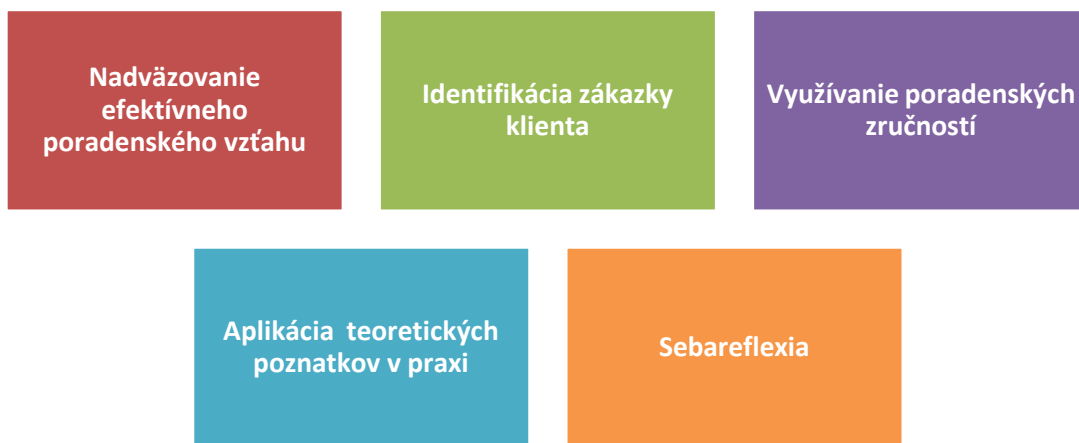 Nadväzovanie
efektívneho
poradenského vzťahu
Identifikácia zákazky
klienta
Využívanie poradenských
zručností
Aplikácia teoretických
poznatkov v praxi
Sebareflexia